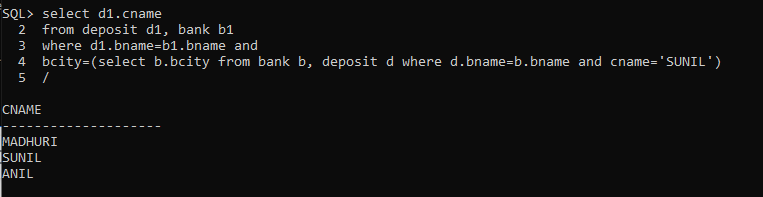 SQL> select d1.cname
2 from deposit d1, bank b1
3 where d1.bname=b1.bname and
4 bcity=(select b.bcity from bank b, deposit d where d.bname=b.bname and cname='SUNIL')
5 /
CNAME
--------------------
MADHURI
SUNIL
ANIL